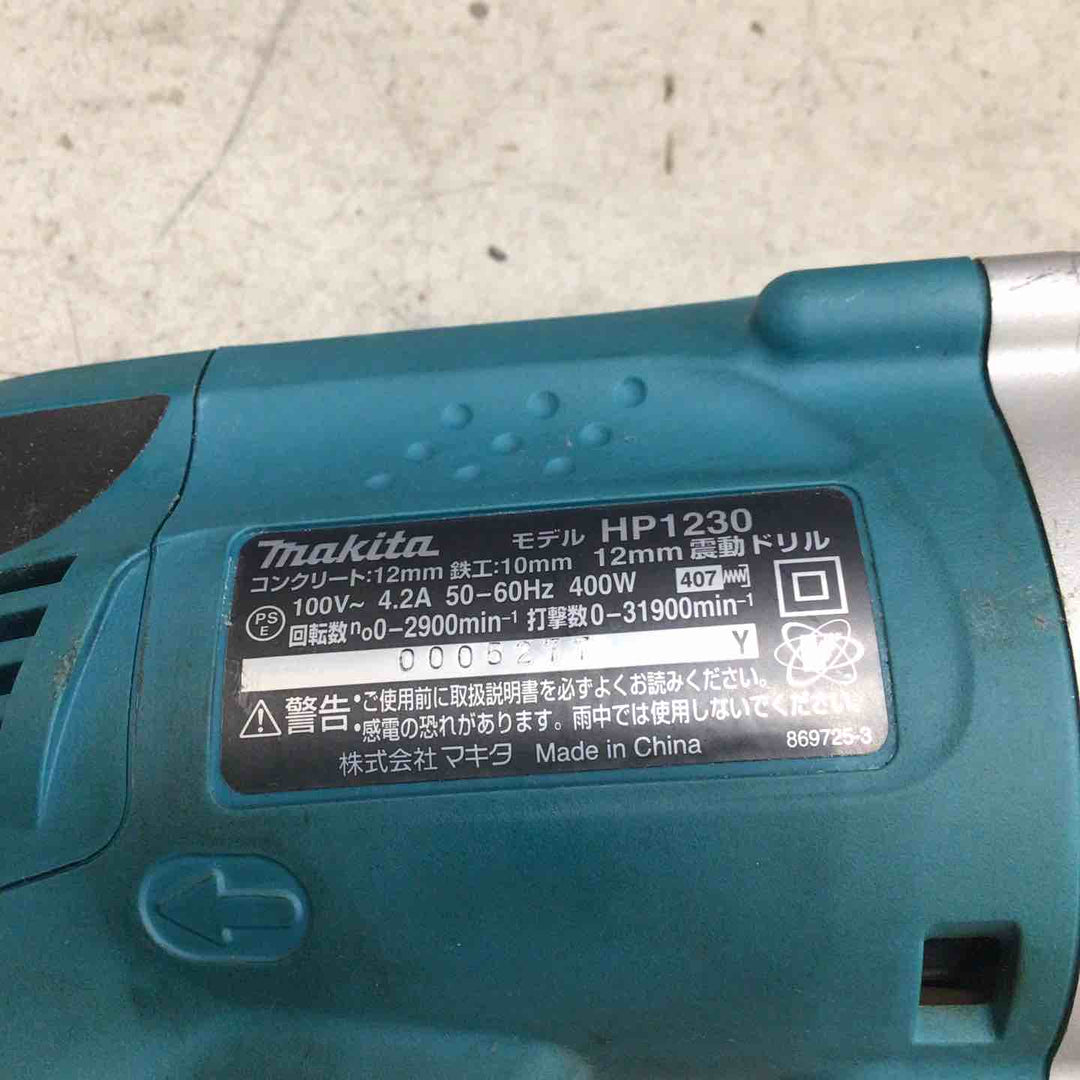 makita モデル HP1230
コンクリート:12mm 鉄工:10mm 12mm 震動ドリル
PSE 100V~ 4.2A 50-60Hz 400W 407
回転数 n₀0-2900min⁻¹ 打撃数0-31900min⁻¹
0005277 Y
警告 •ご使用前に取扱説明書を必ずよくお読みください。
•感電の恐れがあります。雨中では使用しないでください。
株式会社 マキタ Made in China 869725-3